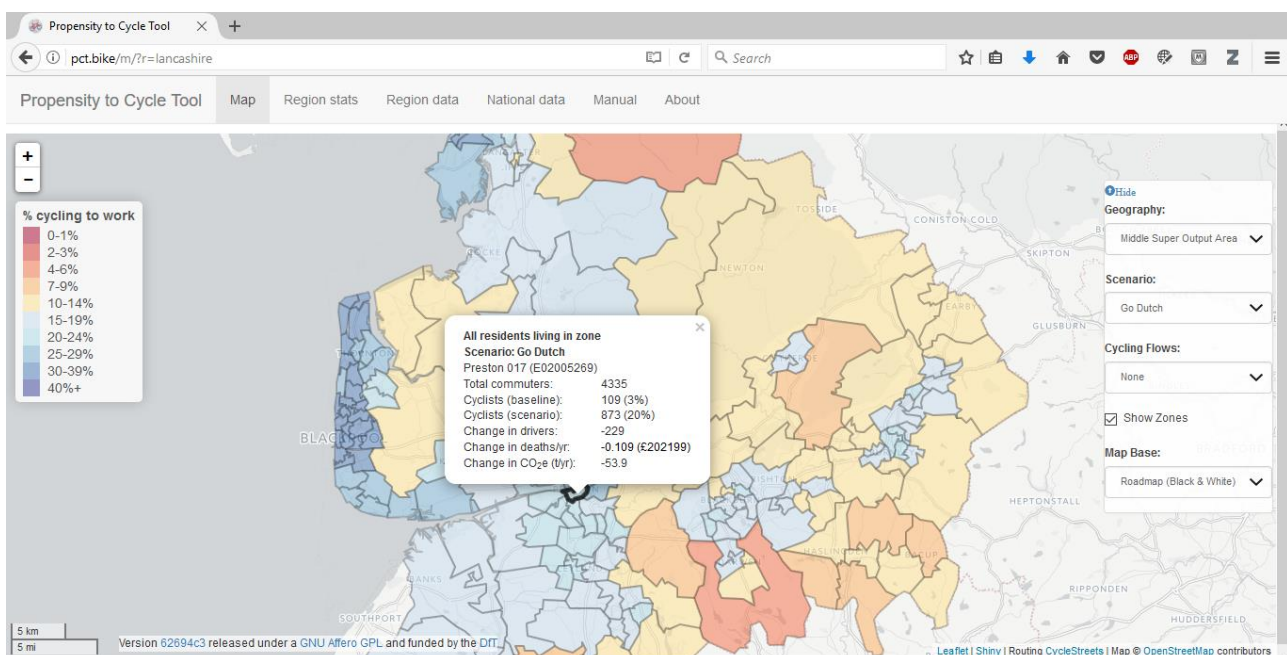 Propensity to Cycle Tool
pct.bike/m/?r=lancashire
Search
ABP
Z
Propensity to Cycle Tool Map Region stats Region data National data Manual About
+
−
% cycling to work
0-1%
2-3%
4-6%
7-9%
10-14%
15-19%
20-24%
25-29%
30-39%
40%+
TOSSIDE
CONISTON COLD
SKIPTON
NEWTON
EARBY
GLUSBURN
All residents living in zone
Scenario: Go Dutch
Preston 017 (E02005269)
Total commuters: 4335
Cyclists (baseline): 109 (3%)
Cyclists (scenario): 873 (20%)
Change in drivers: -229
Change in deaths/yr: -0.109 (£202199)
Change in CO₂e (t/yr): -53.9
HEPTONSTALL
BACUP
BANKS
RIPPONDEN
SOUTHPORT
HUDDERSFIELD
Hide
Geography:
Middle Super Output Area
Scenario:
Go Dutch
Cycling Flows:
None
Show Zones
Map Base:
BRADFORD
Roadmap (Black & White)
5 km
5 mi
Version 62694c3 released under a GNU Affero GPL and funded by the DfT
Leaflet | Shiny | Routing CycleStreets | Map © OpenStreetMap contributors